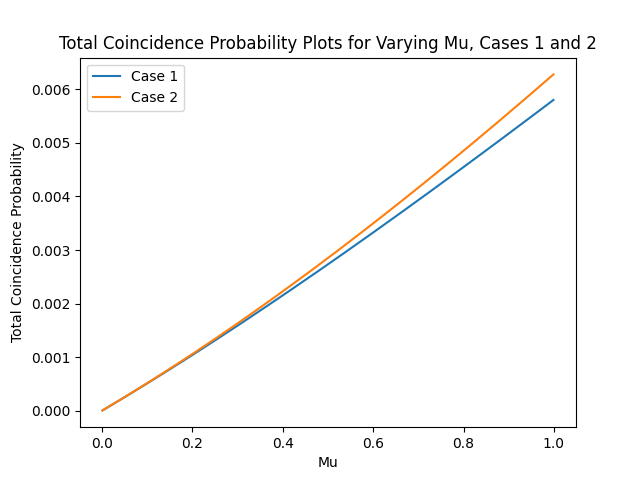 Total Coincidence Probability Plots for Varying Mu, Cases 1 and 2
Case 1
Case 2
Total Coincidence Probability
0.006
0.005
0.004
0.003
0.002
0.001
0.000
0.0 0.2 0.4 0.6 0.8 1.0
Mu